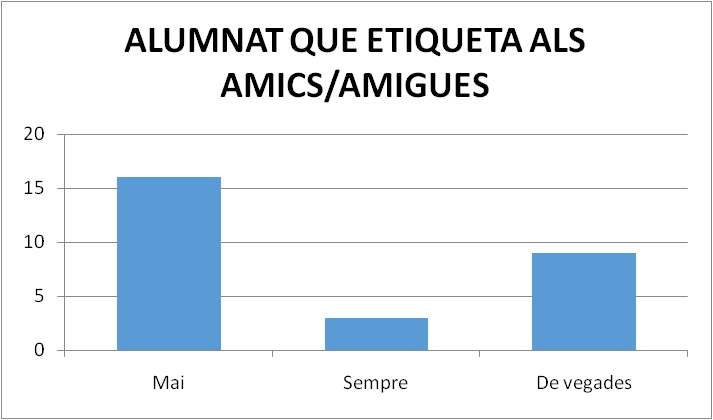 ALUMNAT QUE ETIQUETA ALS
AMICS/AMIGUES
20
15
10
5
0
Mai
Sempre
De vegades